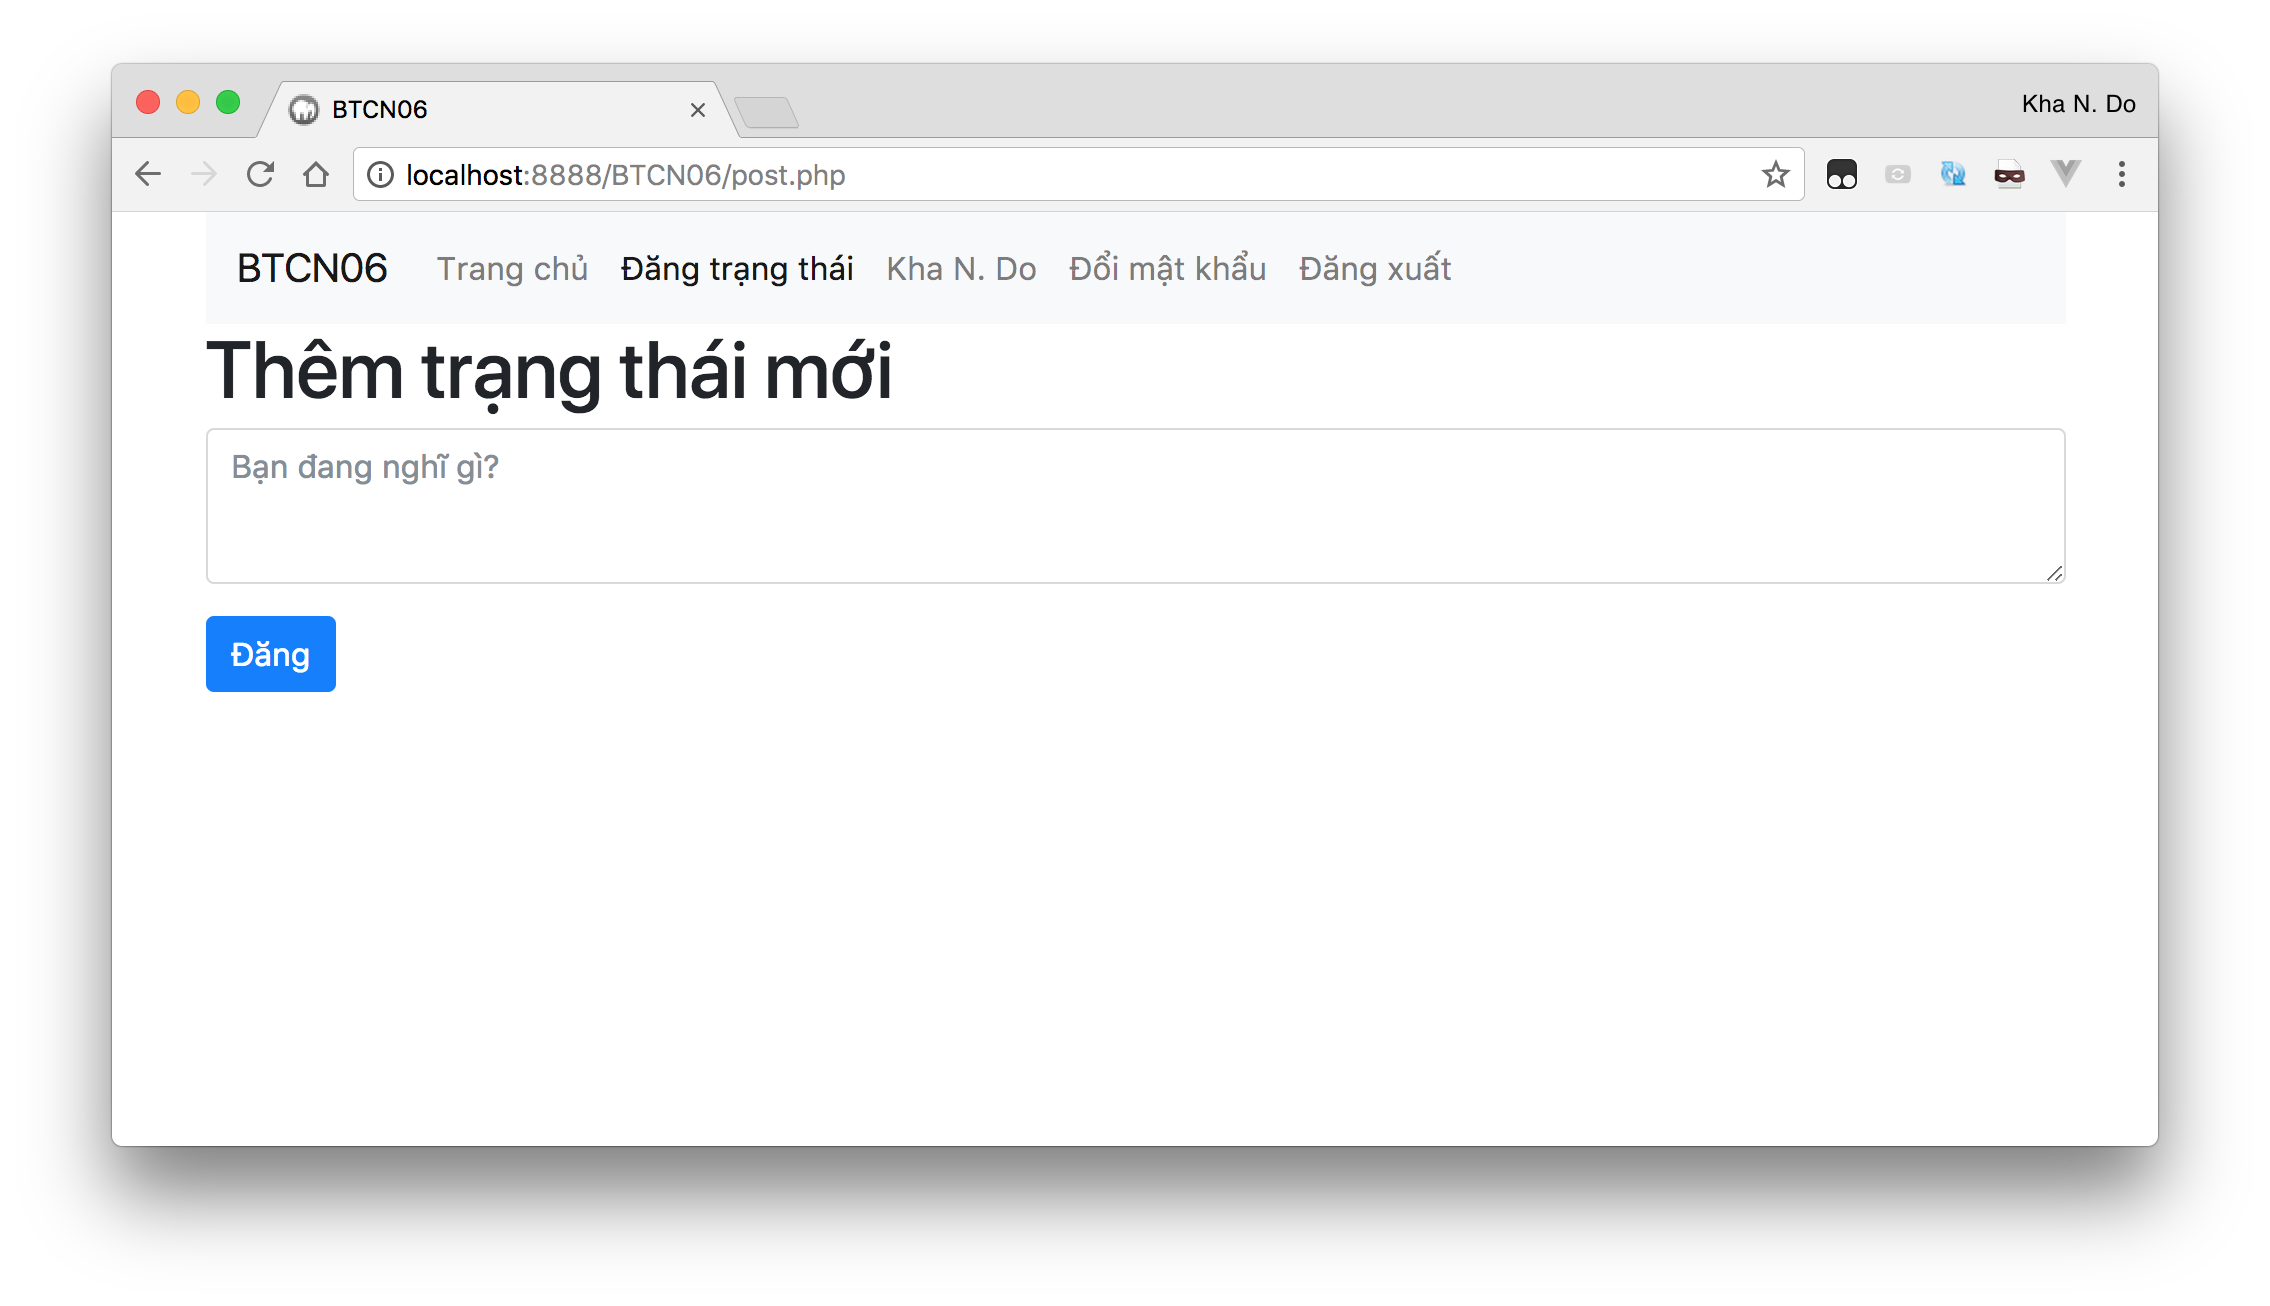 BTCN06
Kha N. Do
localhost:8888/BTCN06/post.php
BTCN06 Trang chủ Đăng trạng thái Kha N. Do Đổi mật khẩu Đăng xuất
Thêm trạng thái mới
Bạn đang nghĩ gì?
Đăng